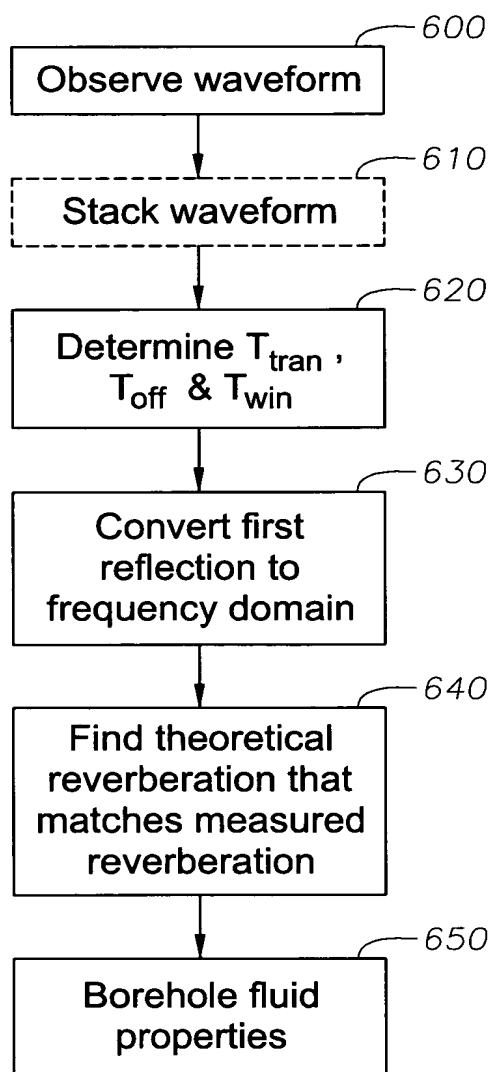 600
Observe waveform
610
Stack waveform
620
Determine T_tran ,
T_off & T_win
630
Convert first
reflection to
frequency domain
640
Find theoretical
reverberation that
matches measured
reverberation
650
Borehole fluid
properties